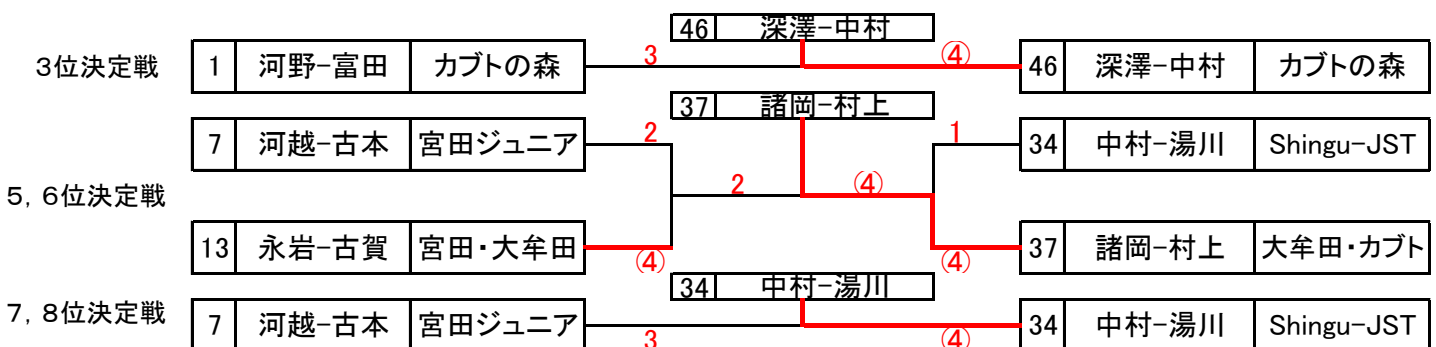 46 深澤-中村
3位決定戦 1 河野-富田 カブトの森 3 ④ 46 深澤-中村 カブトの森
37 諸岡-村上
7 河越-古本 宮田ジュニア 2 1 34 中村-湯川 Shingu-JST
5,6位決定戦 2 ④
13 永岩-古賀 宮田・大牟田 ④ ④ 37 諸岡-村上 大牟田・カブト
34 中村-湯川
7,8位決定戦 7 河越-古本 宮田ジュニア 3 ④ 34 中村-湯川 Shingu-JST